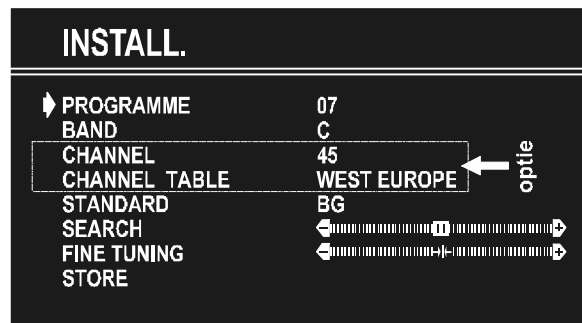 INSTALL.
PROGRAMME 07
BAND C
CHANNEL 45
CHANNEL TABLE WEST EUROPE
optie
STANDARD BG
SEARCH
FINE TUNING
STORE